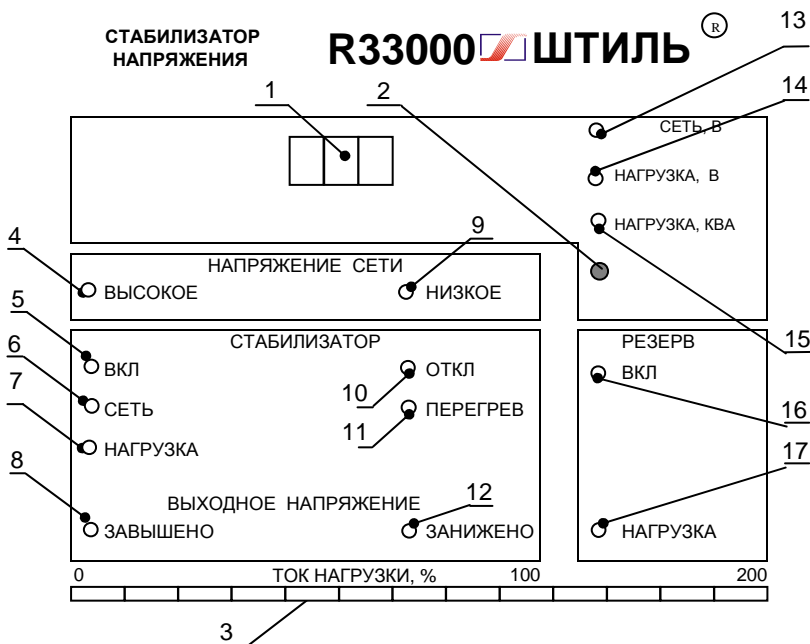 СТАБИЛИЗАТОР
НАПРЯЖЕНИЯ
R33000 ШТИЛЬ ®
13
1
2
14
СЕТЬ, В
НАГРУЗКА, В
НАГРУЗКА, КВА
4
9
НАПРЯЖЕНИЕ СЕТИ
ВЫСОКОЕ
НИЗКОЕ
5
СТАБИЛИЗАТОР
РЕЗЕРВ
15
6
ВКЛ
ОТКЛ
ВКЛ
10
СЕТЬ
ПЕРЕГРЕВ
16
7
11
НАГРУЗКА
17
8
ВЫХОДНОЕ НАПРЯЖЕНИЕ
12
ЗАВЫШЕНО
ЗАНИЖЕНО
НАГРУЗКА
0 ТОК НАГРУЗКИ, % 100 200
3